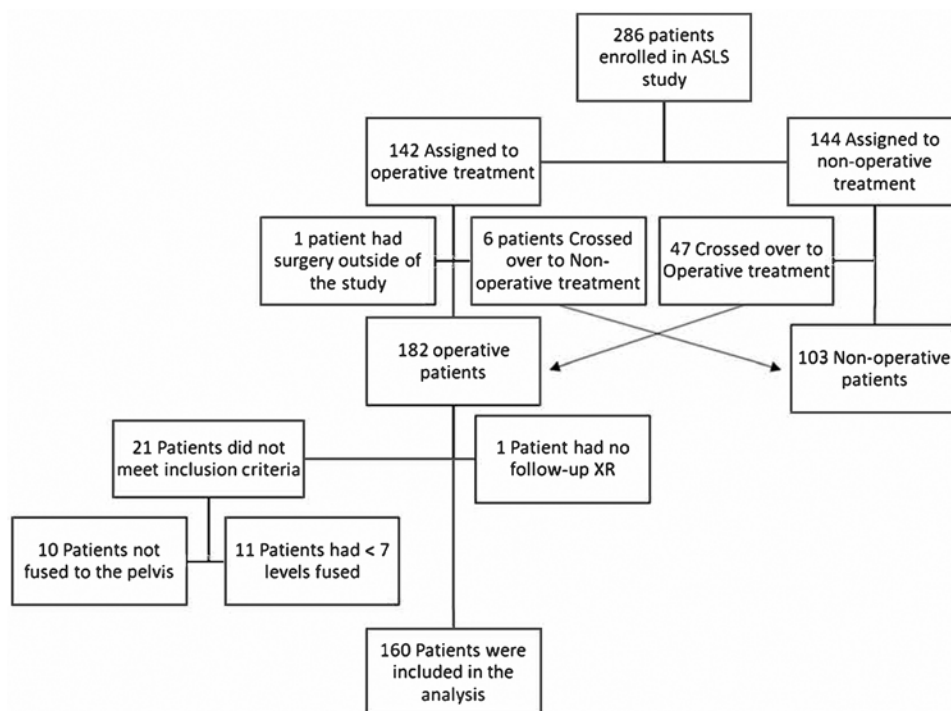 286 patients
enrolled in ASLS
study
142 Assigned to
operative treatment
144 Assigned to
non-operative
treatment
1 patient had
surgery outside of
the study
6 patients Crossed
over to Non-
operative treatment
47 Crossed over to
Operative treatment
182 operative
patients
103 Non-operative
patients
21 Patients did not
meet inclusion criteria
1 Patient had no
follow-up XR
10 Patients not
fused to the pelvis
11 Patients had < 7
levels fused
160 Patients were
included in the
analysis